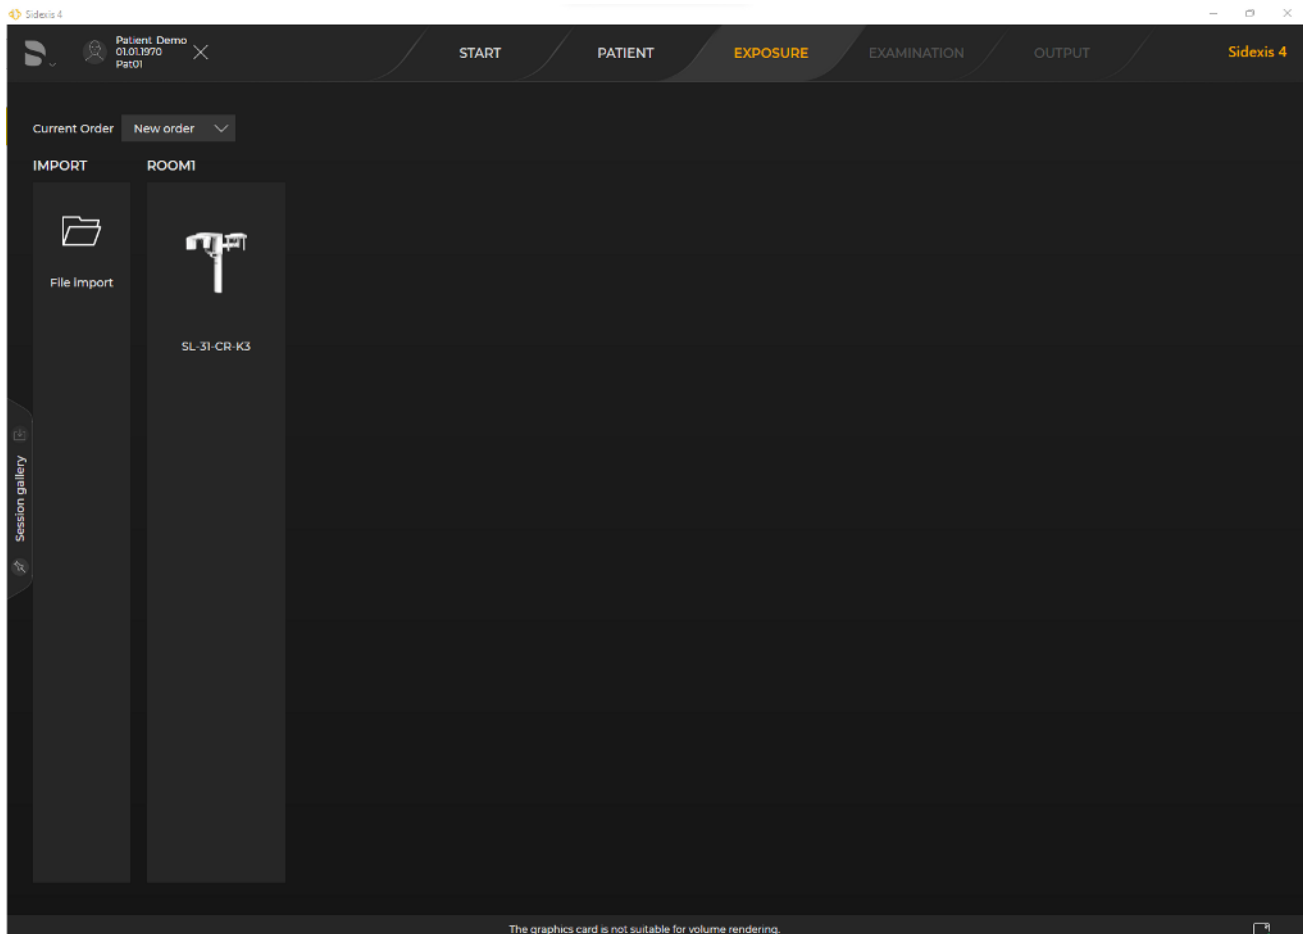 Sidexis 4
Patient Demo
01.01.1970
Pat01
START
PATIENT
EXPOSURE
EXAMINATION
OUTPUT
Sidexis 4
Current Order
New order
IMPORT
ROOM1
File import
SL-31-CR-K3
Session gallery
The graphics card is not suitable for volume rendering.